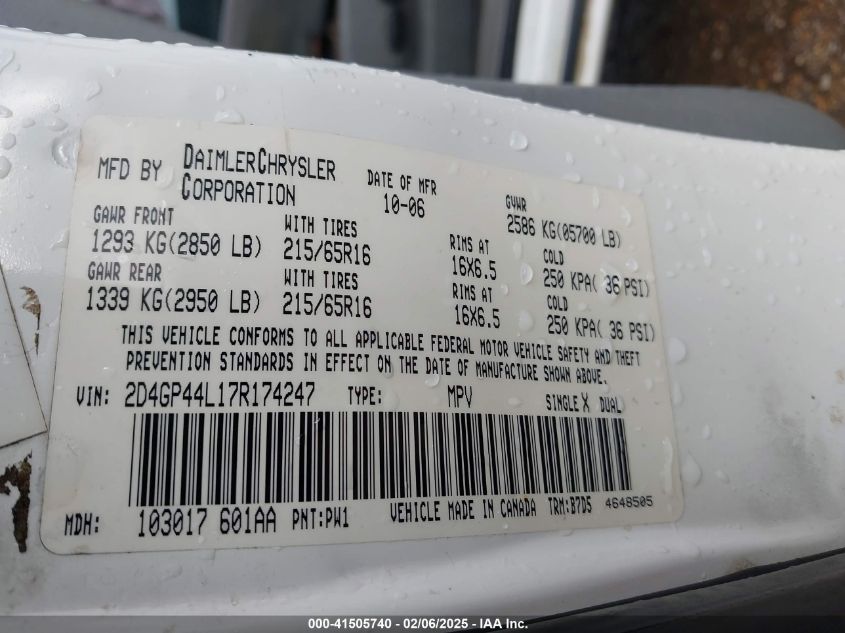 MFD BY DAIMLERCHRYSLER CORPORATION DATE OF MFR 10-06 GVWR 2586 KG(05700 LB)
GAWR FRONT WITH TIRES RIMS AT COLD
1293 KG(2850 LB) 215/65R16 16X6.5 250 KPA( 36 PSI)
GAWR REAR WITH TIRES RIMS AT COLD
1339 KG(2950 LB) 215/65R16 16X6.5 250 KPA( 36 PSI)
THIS VEHICLE CONFORMS TO ALL APPLICABLE FEDERAL MOTOR VEHICLE SAFETY AND THEFT
PREVENTION STANDARDS IN EFFECT ON THE DATE OF MANUFACTURE SHOWN ABOVE.
VIN: 2D4GP44L17R174247 TYPE: MPV SINGLE X DUAL
MDH: 103017 601AA PNT:PW1 VEHICLE MADE IN CANADA TRM:B7D5 4648505
000-41505740 - 02/06/2025 - IAA Inc.